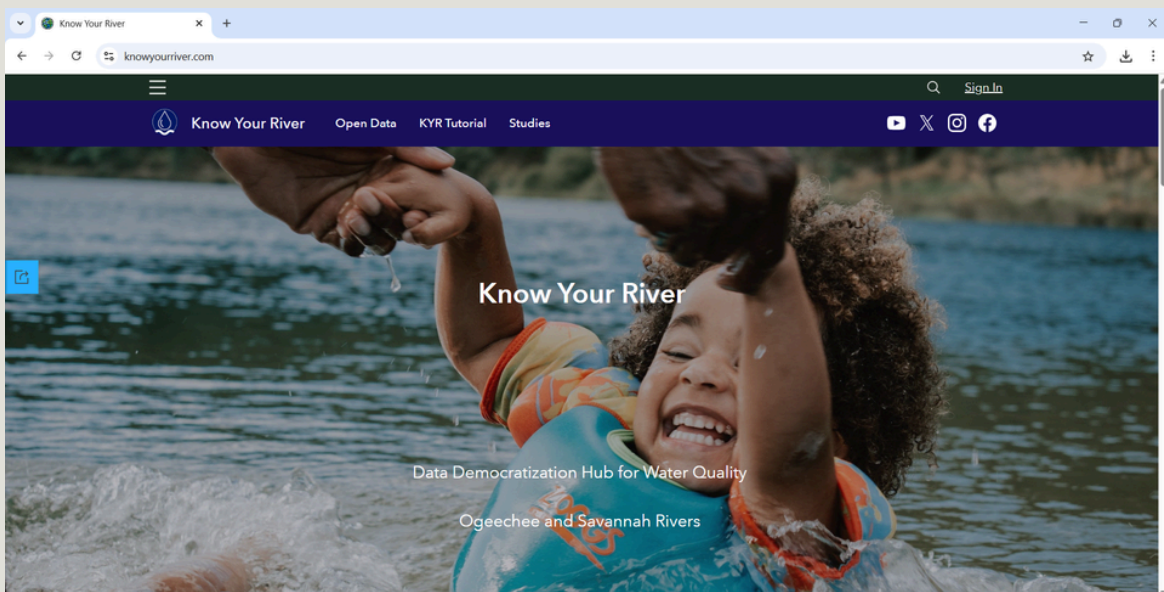 Know Your River
knowyourriver.com
Sign In
Know Your River Open Data KYR Tutorial Studies
Know Your River
Data Democratization Hub for Water Quality
Ogeechee and Savannah Rivers